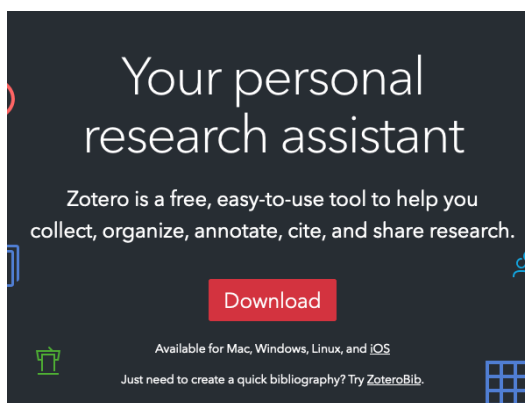 Your personal
research assistant
Zotero is a free, easy-to-use tool to help you
collect, organize, annotate, cite, and share research.
Download
Available for Mac, Windows, Linux, and iOS
Just need to create a quick bibliography? Try ZoteroBib.